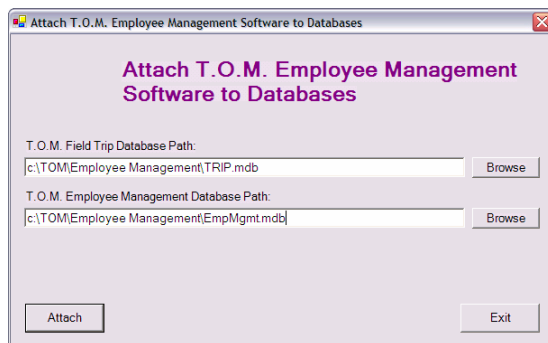 Attach T.O.M. Employee Management Software to Databases
Attach T.O.M. Employee Management
Software to Databases
T.O.M. Field Trip Database Path:
c:\TOM\Employee Management\TRIP.mdb
Browse
T.O.M. Employee Management Database Path:
c:\TOM\Employee Management\EmpMgmt.mdb
Browse
Attach
Exit